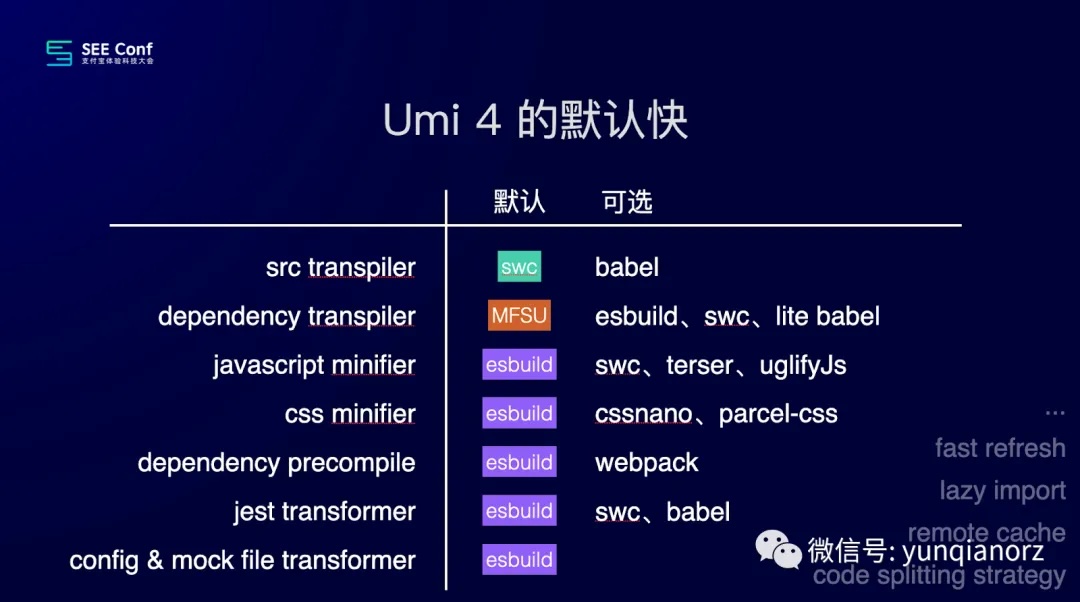 SEE Conf
支付宝体验科技大会
Umi 4 的默认快
默认 可选
src transpiler swc babel
dependency transpiler MFSU esbuild、swc、lite babel
javascript minifier esbuild swc、terser、uglifyJs
css minifier esbuild cssnano、parcel-css
...
fast refresh
dependency precompile esbuild webpack
lazy import
jest transformer esbuild swc、babel
remote cache
微信号: yunqianorz
config & mock file transformer esbuild
code splitting strategy